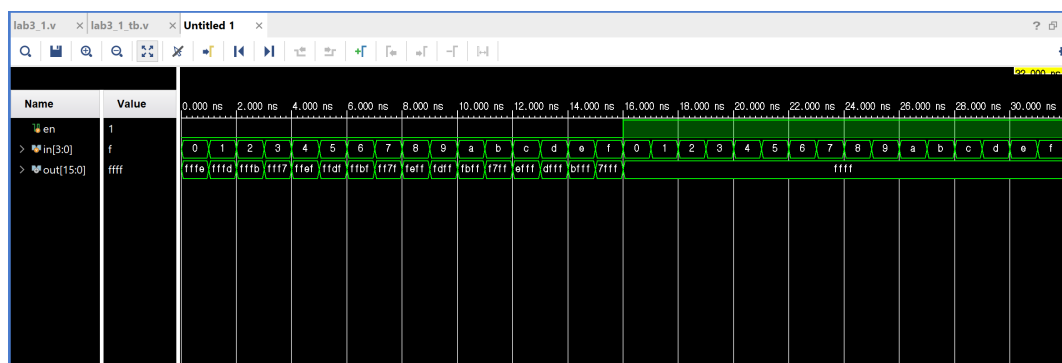 lab3_1.v × lab3_1_tb.v × Untitled 1 × ?
Name Value
0.000 ns 2.000 ns 4.000 ns 6.000 ns 8.000 ns 10.000 ns 12.000 ns 14.000 ns 16.000 ns 18.000 ns 20.000 ns 22.000 ns 24.000 ns 26.000 ns 28.000 ns 30.000 ns
en 1
in[3:0] f 0 1 2 3 4 5 6 7 8 9 a b c d e f 0 1 2 3 4 5 6 7 8 9 a b c d e f
out[15:0] ffff fffe fffd fffb fff7 ffef ffdf ffbf ff7f feff fdff fbff f7ff efff dfff bfff 7fff ffff